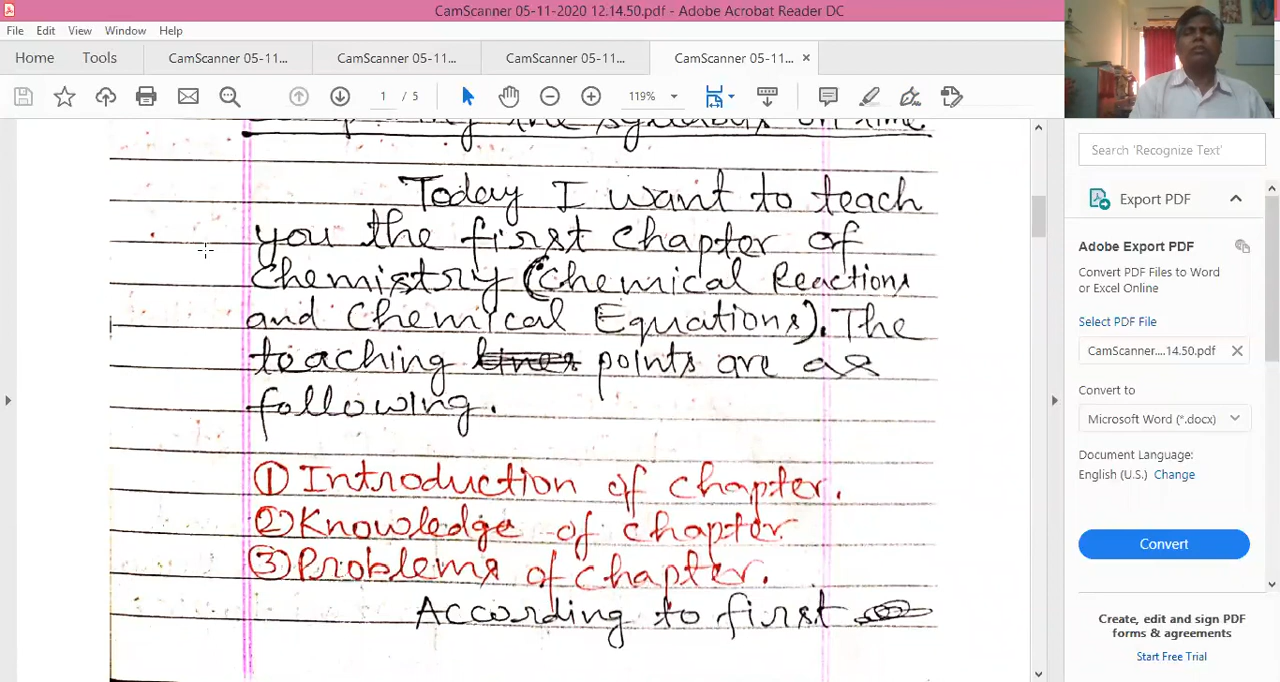 CamScanner 05-11-2020 12.14.50.pdf - Adobe Acrobat Reader DC
File Edit View Window Help
Home Tools CamScanner 05-11... CamScanner 05-11... CamScanner 05-11... CamScanner 05-11... ×
1 / 5 119%
the syllabus on time.
Today I want to teach
you the first chapter of
chemistry (Chemical Reactions
and Chemical Equations). The
teaching points are as
following.
① Introduction of chapter.
② Knowledge of chapter.
③ Problems of chapter.
According to first
Search 'Recognize Text'
Export PDF
Adobe Export PDF
Convert PDF Files to Word
or Excel Online
Select PDF File
CamScanner....14.50.pdf ×
Convert to
Microsoft Word (*.docx)
Document Language:
English (U.S.) Change
Convert
Create, edit and sign PDF
forms & agreements
Start Free Trial